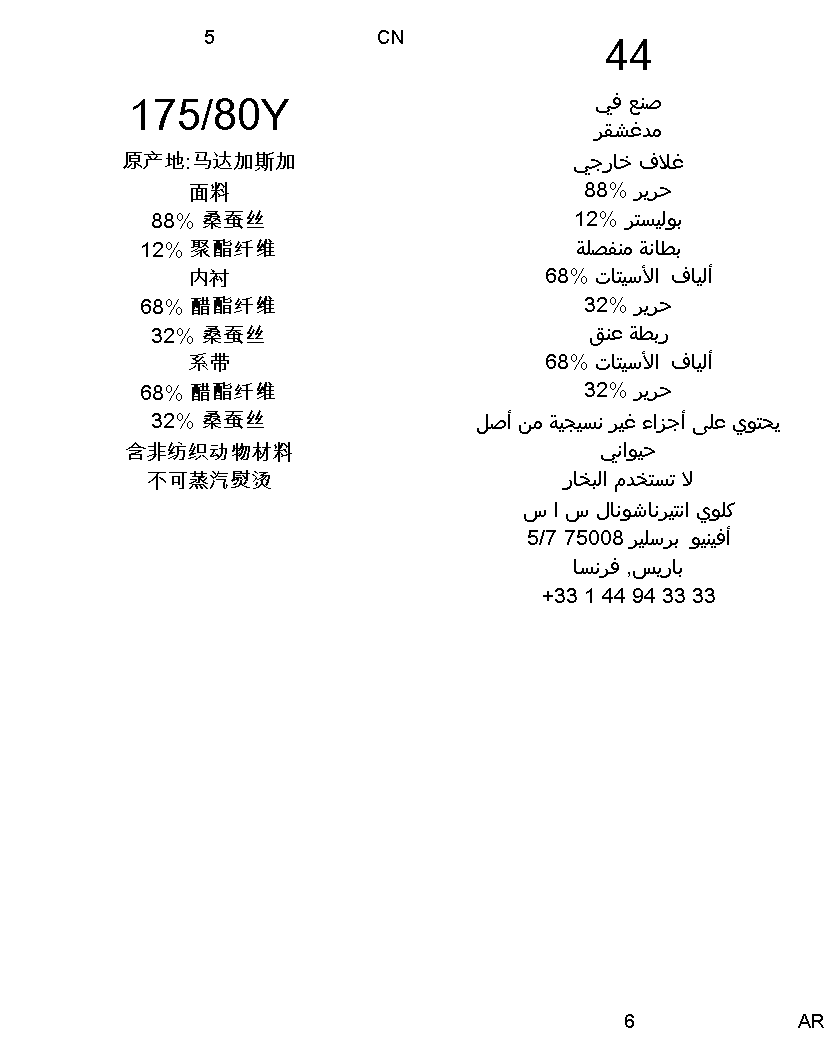 5
CN
175/80Y
原产地:马达加斯加
面料
88% 桑蚕丝
12% 聚酯纤维
内衬
68% 醋酯纤维
32% 桑蚕丝
系带
68% 醋酯纤维
32% 桑蚕丝
含非纺织动物材料
不可蒸汽熨烫
44
صنع في
مدغشقر
غلاف خارجي
حرير %88
بوليستر %12
بطانة منفصلة
ألياف الأسيتات %68
حرير %32
ربطة عنق
ألياف الأسيتات %68
حرير %32
يحتوي على أجزاء غير نسيجية من أصل
حيواني
لا تستخدم البخار
كلوي انتيرناشونال س ا س
أفينيو برسلير 75008 5/7
باريس, فرنسا
+33 1 44 94 33 33
6
AR